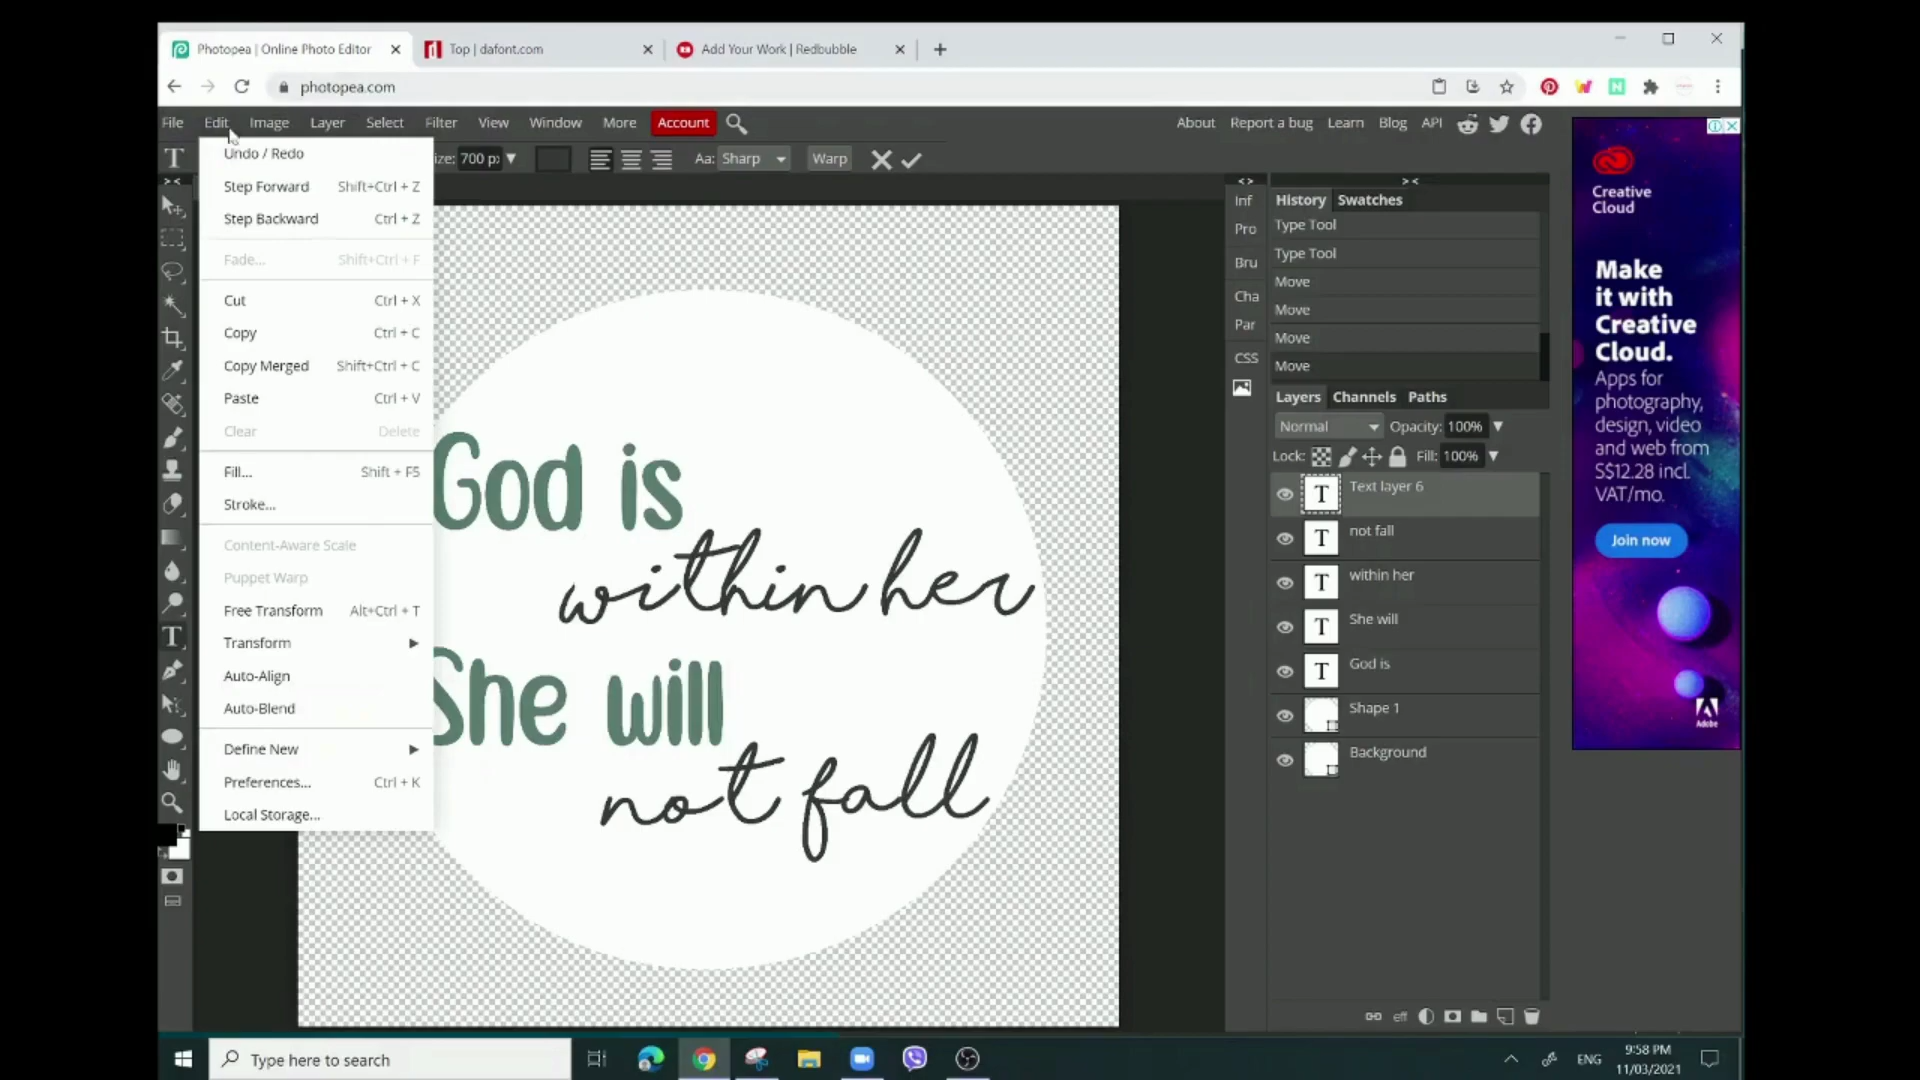 Photopea | Online Photo Editor
Top | dafont.com
Add Your Work | Redbubble
photopea.com
File Edit Image Layer Select Filter View Window More Account
About Report a bug Learn Blog API
ize: 700 p:
Aa: Sharp
Warp
Undo / Redo
Step Forward Shift+Ctrl + Z
Step Backward Ctrl + Z
Fade... Shift+Ctrl + F
Cut Ctrl + X
Copy Ctrl + C
Copy Merged Shift+Ctrl + C
Paste Ctrl + V
Clear Delete
Fill... Shift + F5
Stroke...
Content-Aware Scale
Puppet Warp
Free Transform Alt+Ctrl + T
Transform
Auto-Align
Auto-Blend
Define New
Preferences... Ctrl + K
Local Storage...
God is
within her
She will
not fall
Inf
Pro
Bru
Cha
Par
CSS
History Swatches
Type Tool
Type Tool
Move
Move
Move
Move
Layers Channels Paths
Normal Opacity: 100%
Lock: Fill: 100%
Text layer 6
not fall
within her
She will
God is
Shape 1
Background
eff
Creative
Cloud
Make
it with
Creative
Cloud.
Apps for
photography,
design, video
and web from
S$12.28 incl.
VAT/mo.
Join now
Adobe
Type here to search
ENG
9:58 PM
11/03/2021